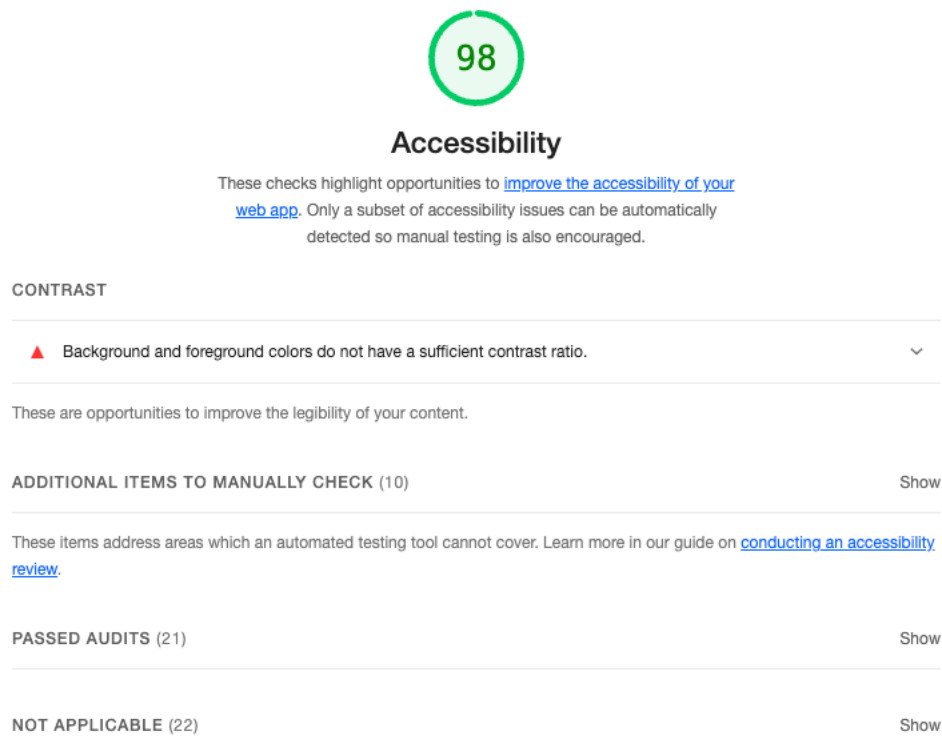 98
Accessibility
These checks highlight opportunities to improve the accessibility of your
web app. Only a subset of accessibility issues can be automatically
detected so manual testing is also encouraged.
CONTRAST
Background and foreground colors do not have a sufficient contrast ratio.
These are opportunities to improve the legibility of your content.
ADDITIONAL ITEMS TO MANUALLY CHECK (10) Show
These items address areas which an automated testing tool cannot cover. Learn more in our guide on conducting an accessibility
review.
PASSED AUDITS (21) Show
NOT APPLICABLE (22) Show